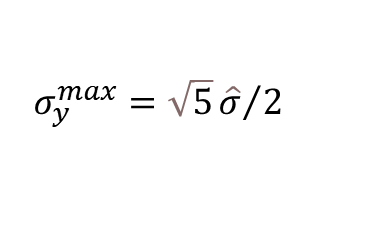 σ_y^{max} = √5 σ̂/2